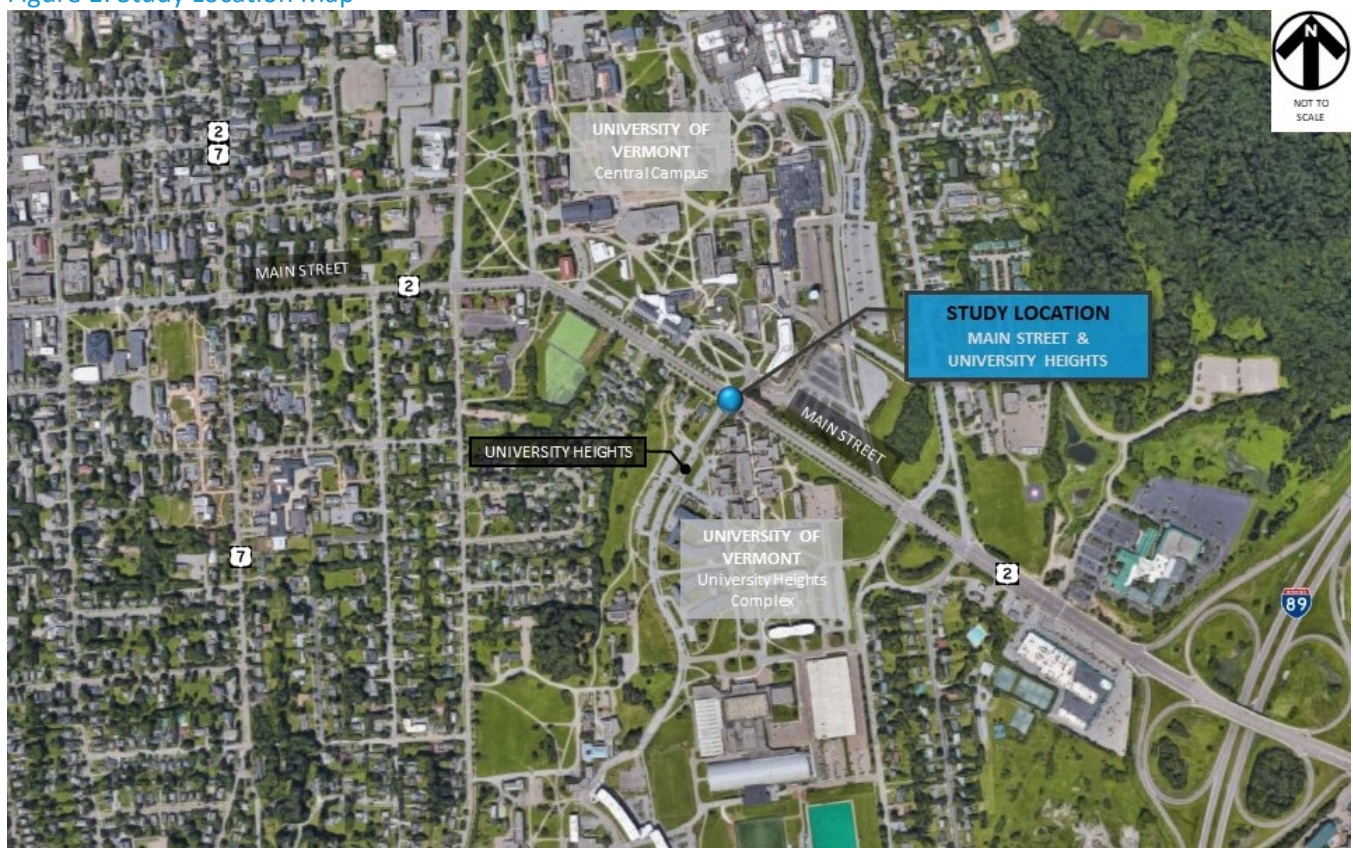 Figure 1: Study Location Map
N
NOT TO
SCALE
2
7
UNIVERSITY OF
VERMONT
Central Campus
MAIN STREET
2
STUDY LOCATION
MAIN STREET &
UNIVERSITY HEIGHTS
MAIN STREET
UNIVERSITY HEIGHTS
UNIVERSITY OF
VERMONT
University Heights
Complex
7
2
89